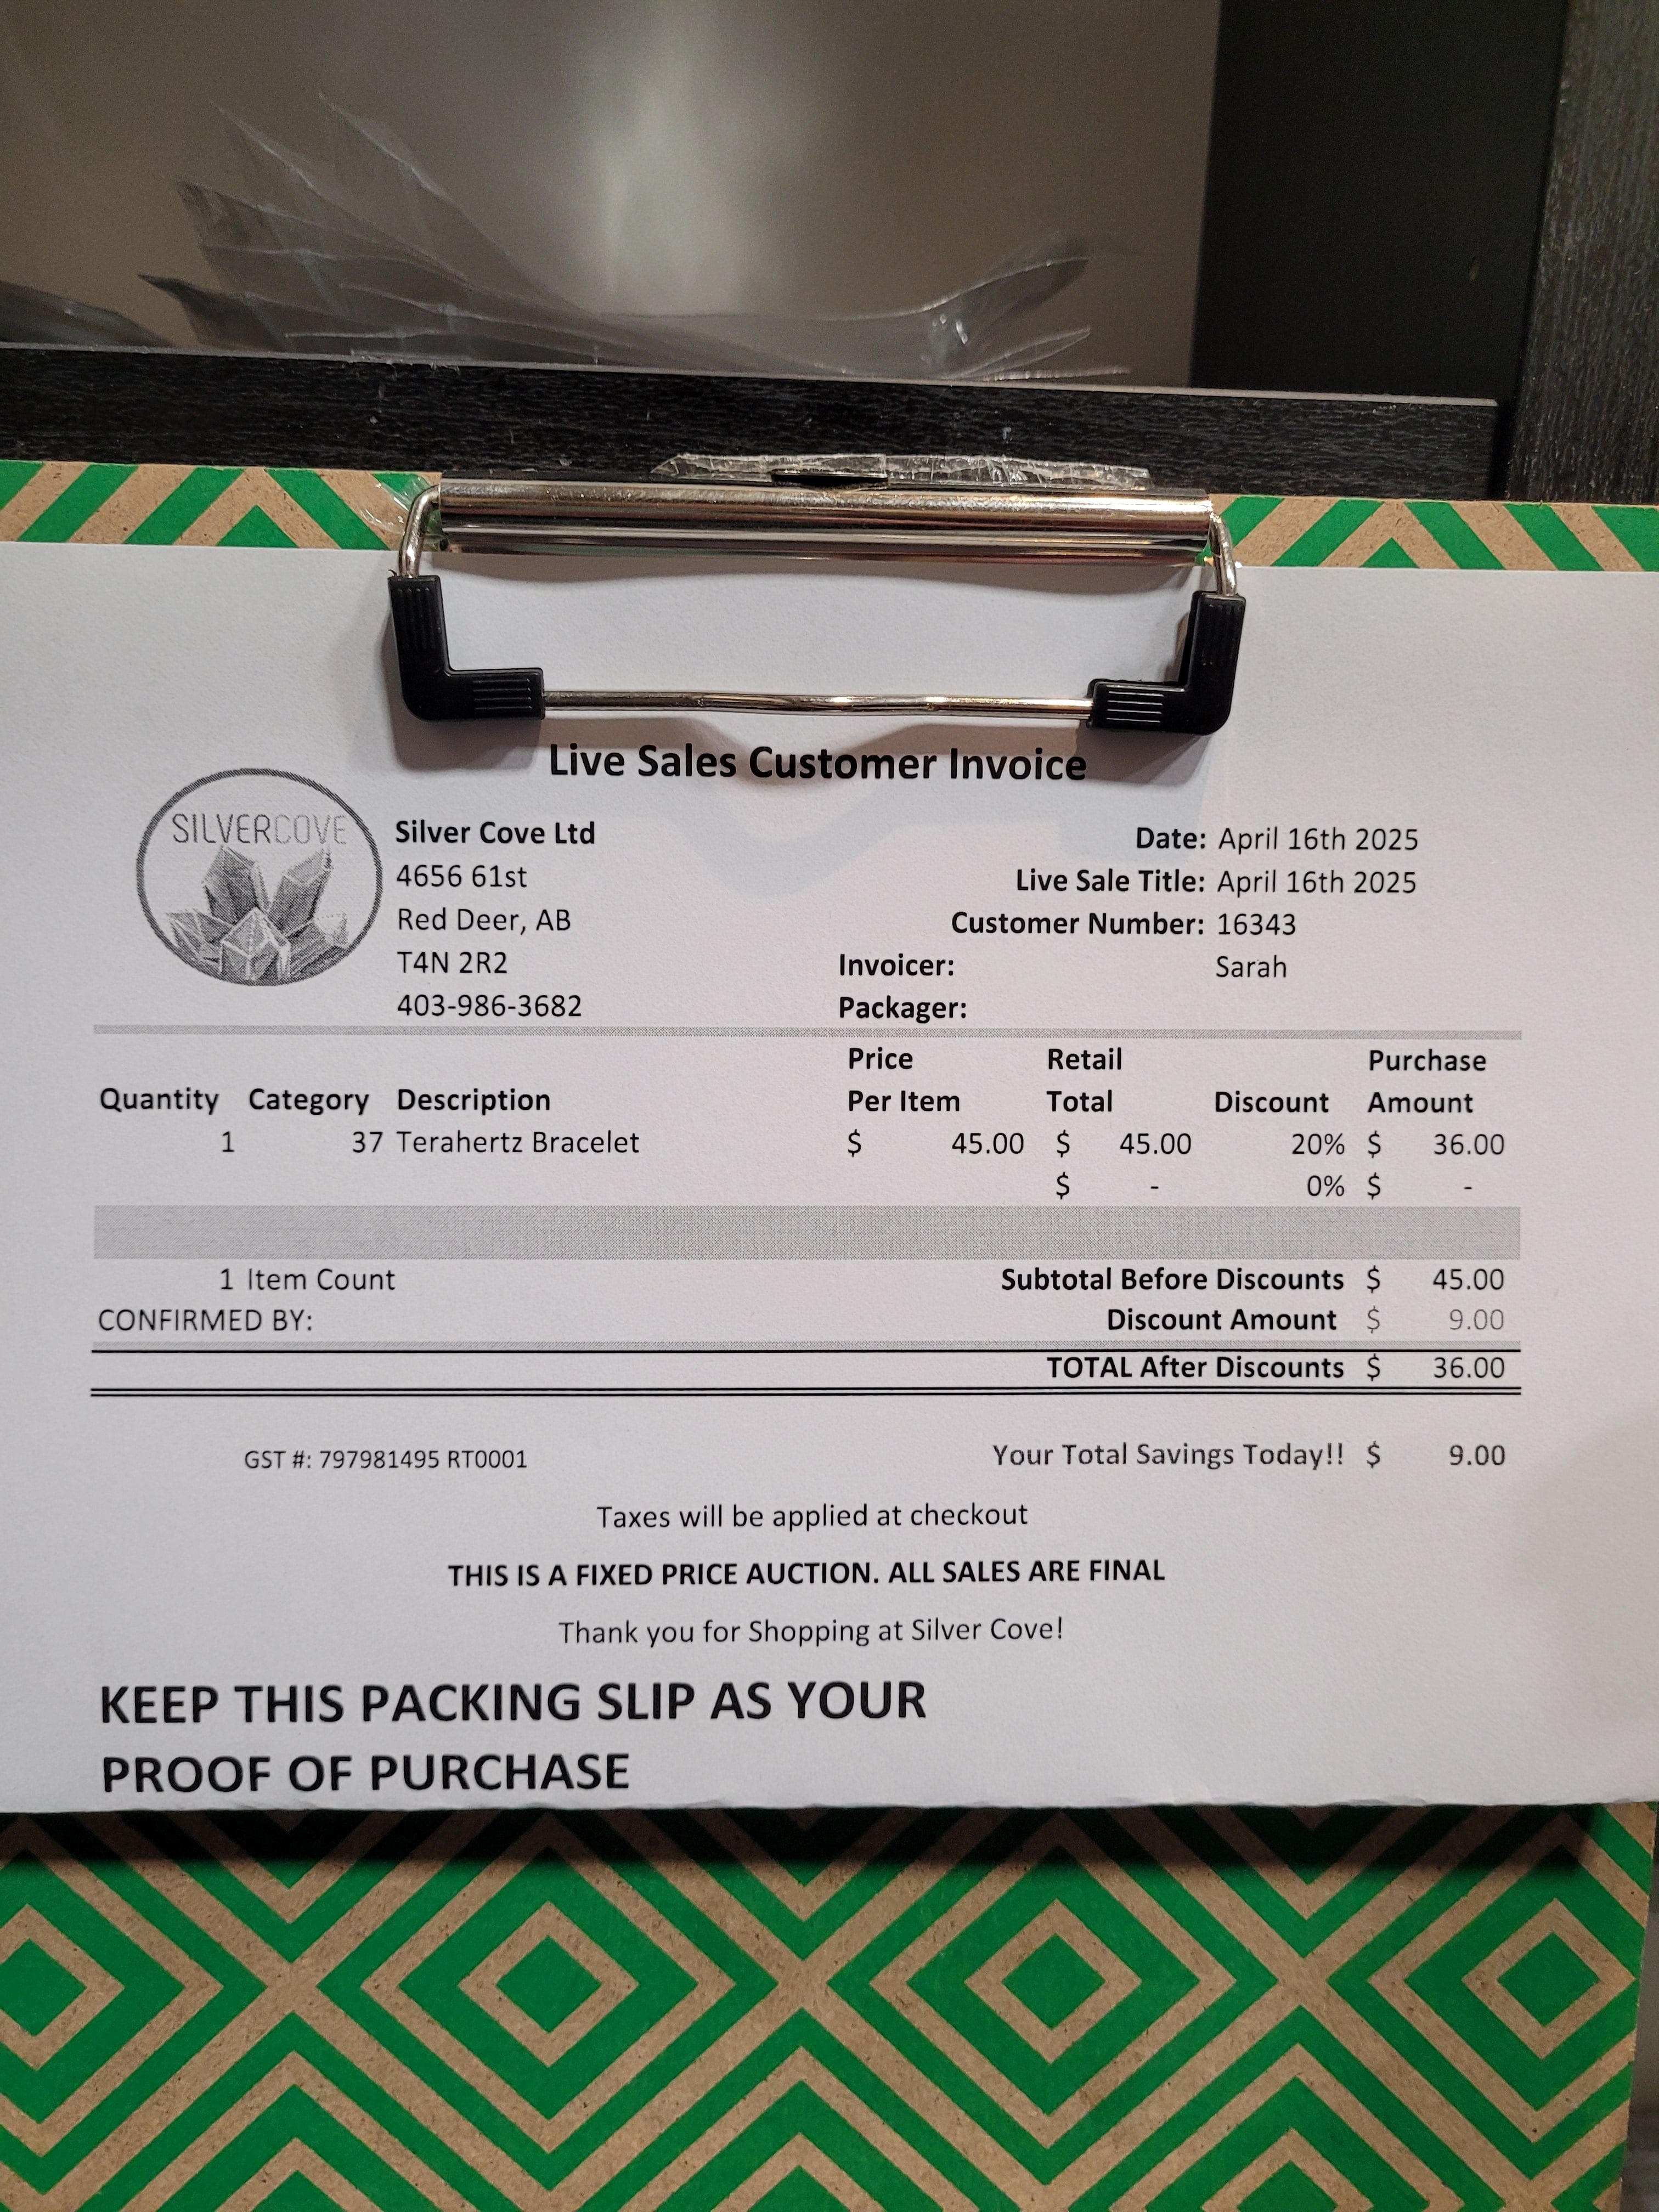 Live Sales Customer Invoice
SILVERCOVE
Silver Cove Ltd
4656 61st
Red Deer, AB
T4N 2R2
403-986-3682
Date: April 16th 2025
Live Sale Title: April 16th 2025
Customer Number: 16343
Invoicer: Sarah
Packager:
Quantity Category Description Price Per Item Retail Total Discount Purchase Amount
1 37 Terahertz Bracelet $ 45.00 $ 45.00 20% $ 36.00
$ - 0% $ -
1 Item Count Subtotal Before Discounts $ 45.00
CONFIRMED BY: Discount Amount $ 9.00
TOTAL After Discounts $ 36.00
GST #: 797981495 RT0001 Your Total Savings Today!! $ 9.00
Taxes will be applied at checkout
THIS IS A FIXED PRICE AUCTION. ALL SALES ARE FINAL
Thank you for Shopping at Silver Cove!
KEEP THIS PACKING SLIP AS YOUR
PROOF OF PURCHASE